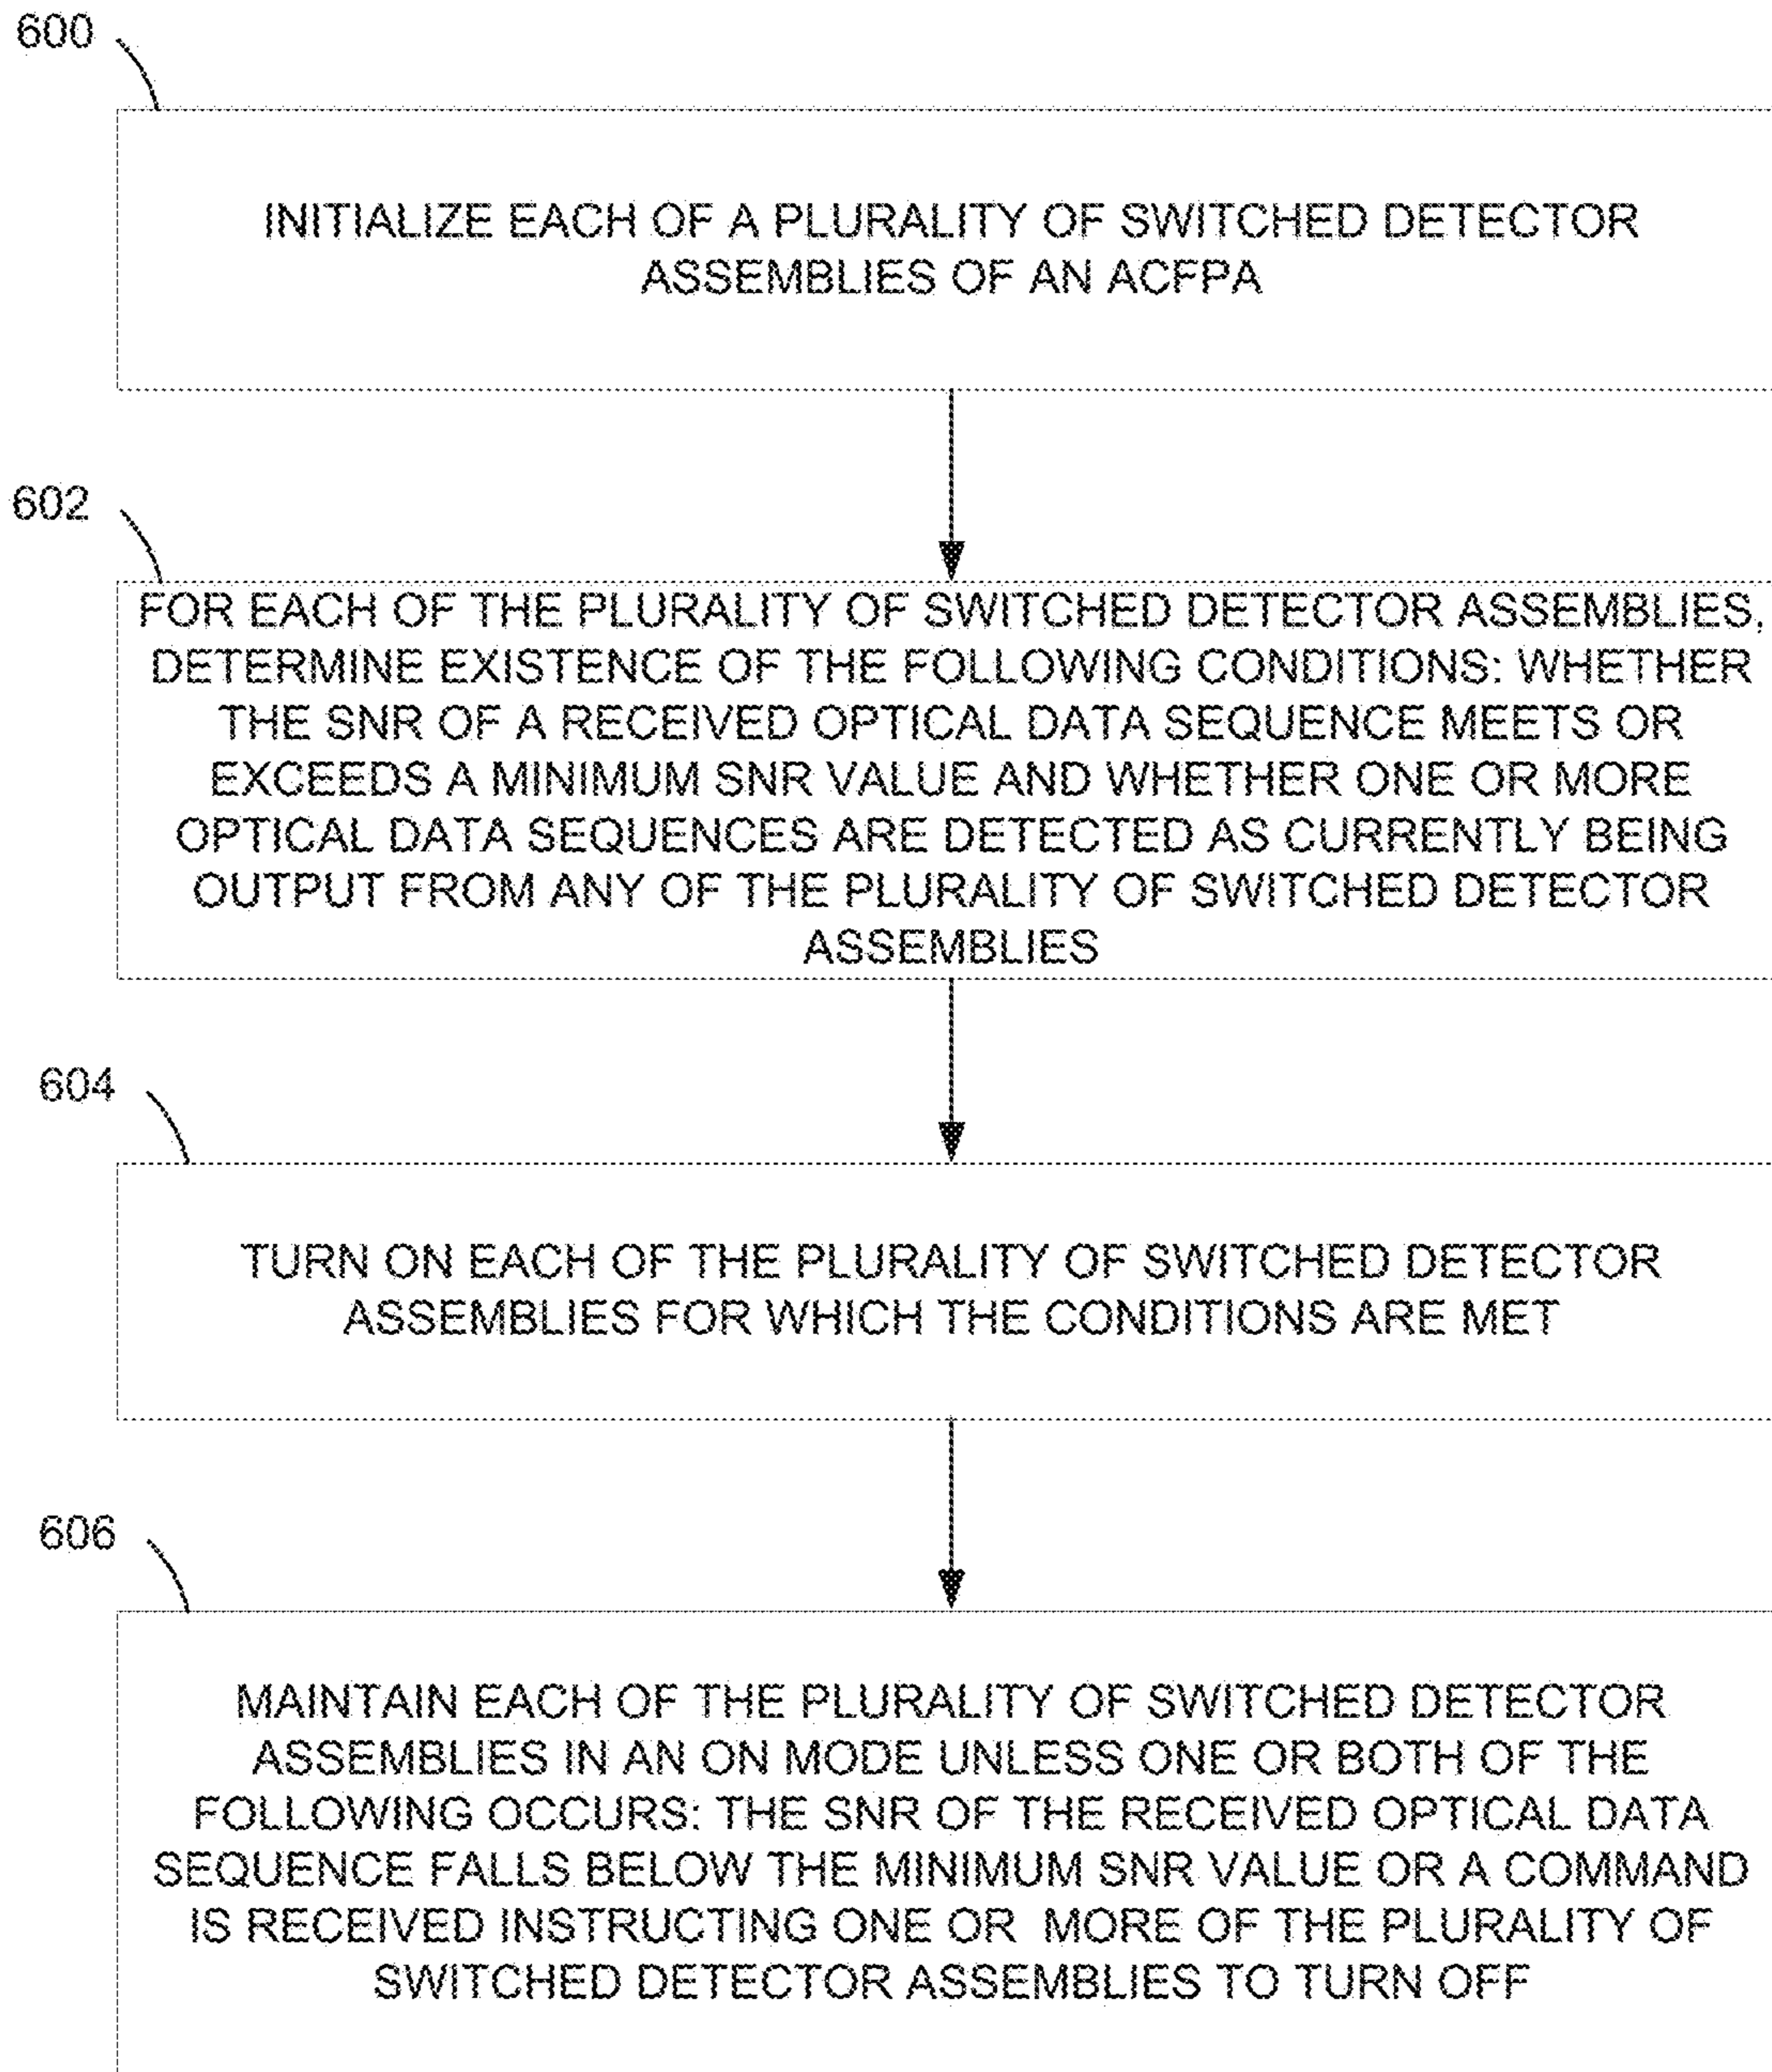 600
INITIALIZE EACH OF A PLURALITY OF SWITCHED DETECTOR
ASSEMBLIES OF AN ACFPA
602
FOR EACH OF THE PLURALITY OF SWITCHED DETECTOR ASSEMBLIES,
DETERMINE EXISTENCE OF THE FOLLOWING CONDITIONS: WHETHER
THE SNR OF A RECEIVED OPTICAL DATA SEQUENCE MEETS OR
EXCEEDS A MINIMUM SNR VALUE AND WHETHER ONE OR MORE
OPTICAL DATA SEQUENCES ARE DETECTED AS CURRENTLY BEING
OUTPUT FROM ANY OF THE PLURALITY OF SWITCHED DETECTOR
ASSEMBLIES
604
TURN ON EACH OF THE PLURALITY OF SWITCHED DETECTOR
ASSEMBLIES FOR WHICH THE CONDITIONS ARE MET
606
MAINTAIN EACH OF THE PLURALITY OF SWITCHED DETECTOR
ASSEMBLIES IN AN ON MODE UNLESS ONE OR BOTH OF THE
FOLLOWING OCCURS: THE SNR OF THE RECEIVED OPTICAL DATA
SEQUENCE FALLS BELOW THE MINIMUM SNR VALUE OR A COMMAND
IS RECEIVED INSTRUCTING ONE OR MORE OF THE PLURALITY OF
SWITCHED DETECTOR ASSEMBLIES TO TURN OFF